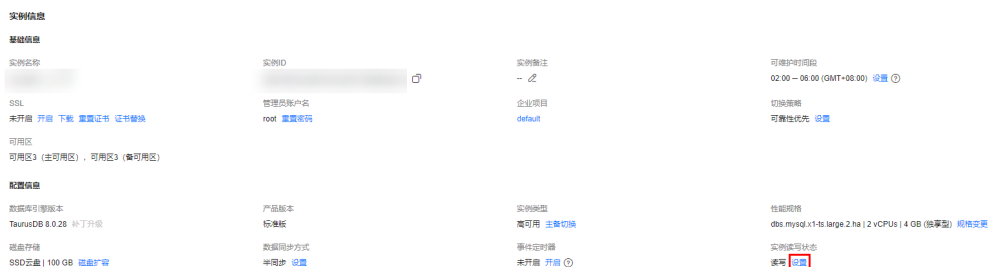 实例信息
基础信息
实例名称 实例ID 实例备注 可维护时间段
-- 02:00 – 06:00 (GMT+08:00) 设置
SSL 管理员账户名 企业项目 切换策略
未开启 开启 下载 重置证书 证书替换 root 重置密码 default 可靠性优先 设置
可用区
可用区3（主可用区），可用区3（备可用区）
配置信息
数据库引擎版本 产品版本 实例类型 性能规格
TaurusDB 8.0.28 补丁升级 标准版 高可用 主备切换 dbs.mysql.x1-ts.large.2.ha | 2 vCPUs | 4 GB (独享型) 规格变更
磁盘存储 数据同步方式 事件定时器 实例读写状态
SSD云盘 | 100 GB 磁盘扩容 半同步 设置 未开启 开启 读写 设置